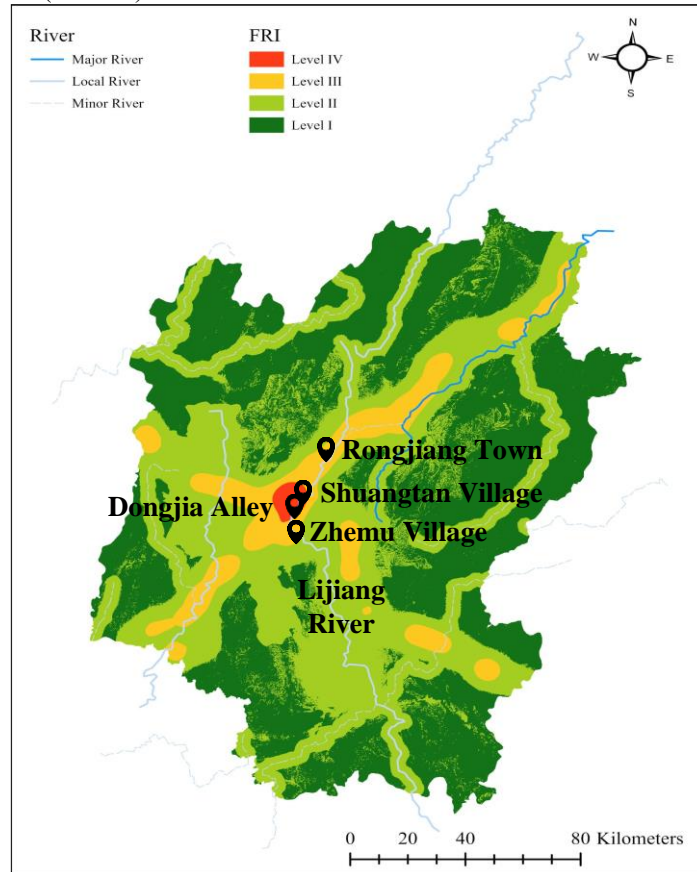 River
Major River
Local River
Minor River
FRI
Level IV
Level III
Level II
Level I
N
W
E
S
Rongjiang Town
Shuangtan Village
Dongjia Alley
Zhemu Village
Lijiang
River
0 20 40 80 Kilometers